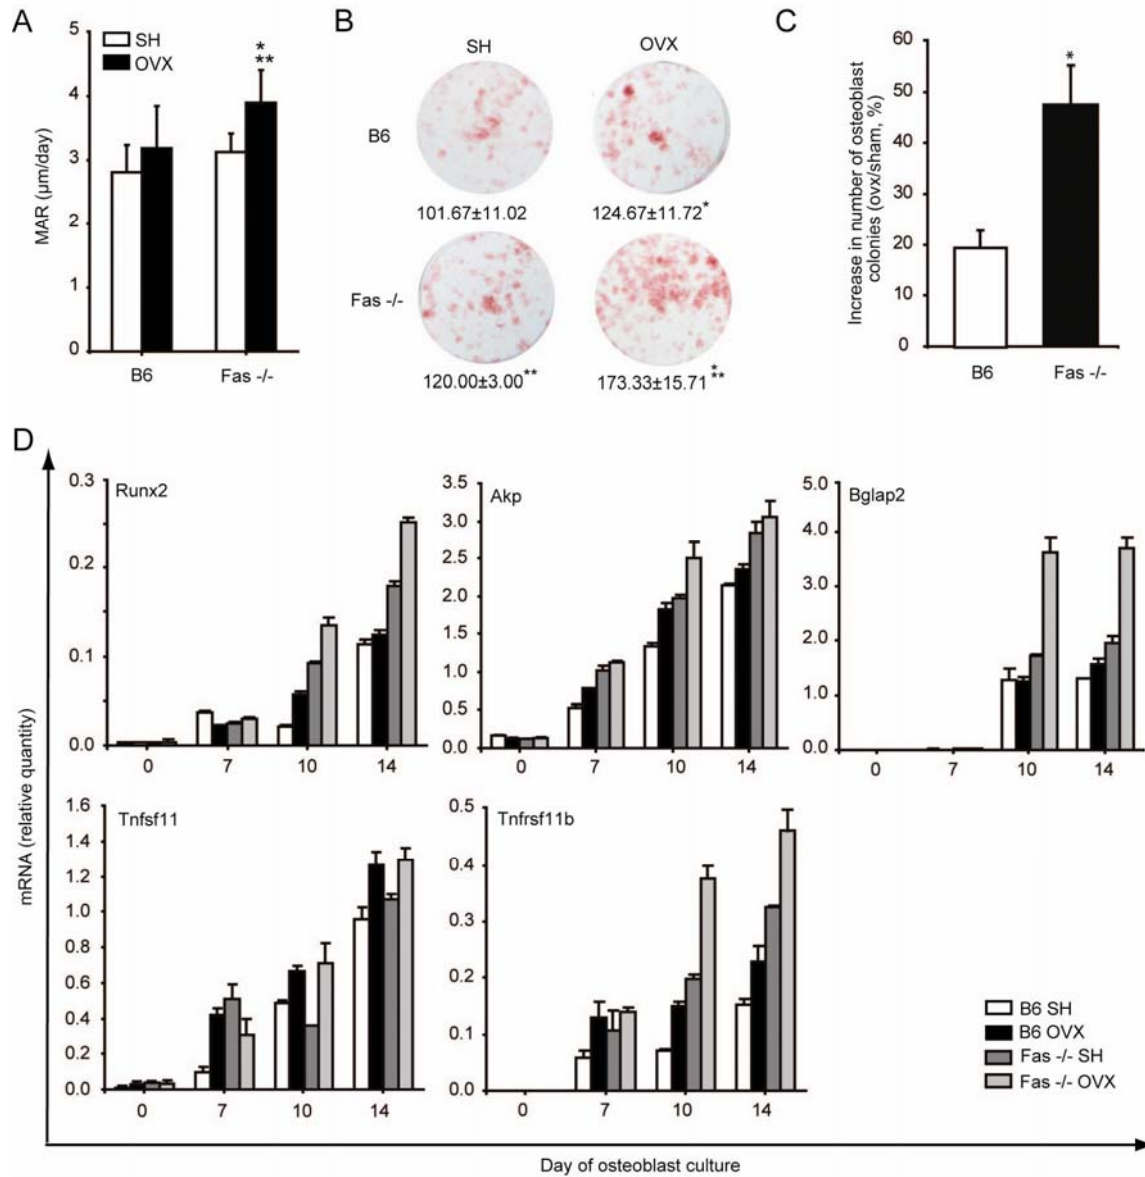 A
5
4
3
2
1
0
MAR (µm/day)
SH
OVX
*
**
B6
Fas -/-
B
SH
OVX
B6
101.67±11.02
124.67±11.72*
Fas -/-
120.00±3.00**
173.33±15.71 *
**
C
60
50
40
30
20
10
0
Increase in number of osteoblast
colonies (ovx/sham, %)
*
B6
Fas -/-
D
mRNA (relative quantity)
Runx2
0.3
0.2
0.1
0.0
0
7
10
14
Akp
3.5
3.0
2.5
2.0
1.5
1.0
0.5
0.0
0
7
10
14
Bglap2
5.0
4.0
3.0
2.0
1.0
0.0
0
7
10
14
Tnfsf11
1.6
1.4
1.2
1.0
0.8
0.6
0.4
0.2
0.0
0
7
10
14
Tnfrsf11b
0.5
0.4
0.3
0.2
0.1
0.0
0
7
10
14
B6 SH
B6 OVX
Fas -/- SH
Fas -/- OVX
Day of osteoblast culture